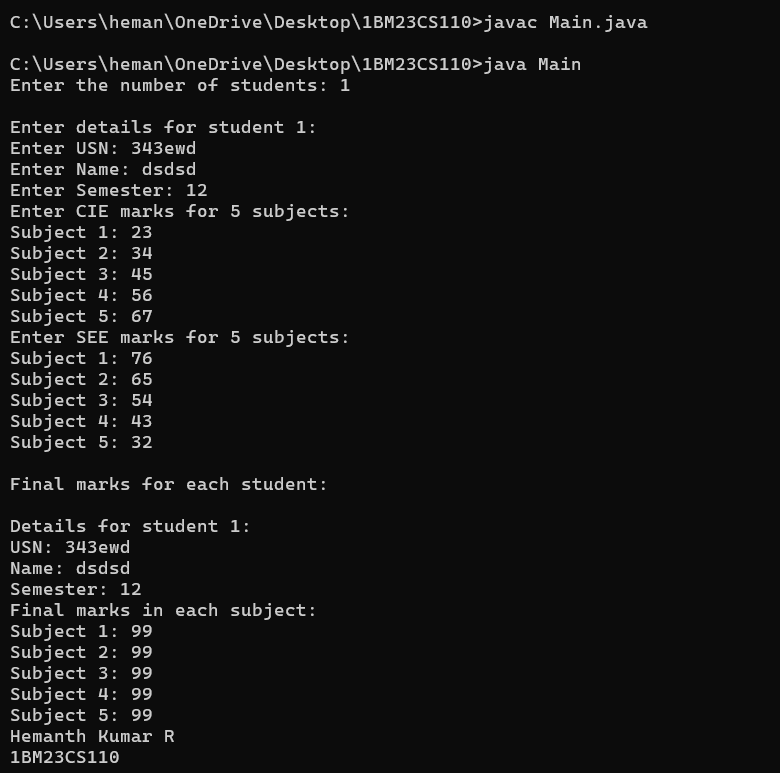 C:\Users\heman\OneDrive\Desktop\1BM23CS110>javac Main.java
C:\Users\heman\OneDrive\Desktop\1BM23CS110>java Main
Enter the number of students: 1
Enter details for student 1:
Enter USN: 343ewd
Enter Name: dsdsd
Enter Semester: 12
Enter CIE marks for 5 subjects:
Subject 1: 23
Subject 2: 34
Subject 3: 45
Subject 4: 56
Subject 5: 67
Enter SEE marks for 5 subjects:
Subject 1: 76
Subject 2: 65
Subject 3: 54
Subject 4: 43
Subject 5: 32
Final marks for each student:
Details for student 1:
USN: 343ewd
Name: dsdsd
Semester: 12
Final marks in each subject:
Subject 1: 99
Subject 2: 99
Subject 3: 99
Subject 4: 99
Subject 5: 99
Hemanth Kumar R
1BM23CS110